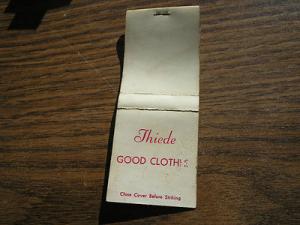 Thiede
GOOD CLOTHES
Close Cover Before Striking